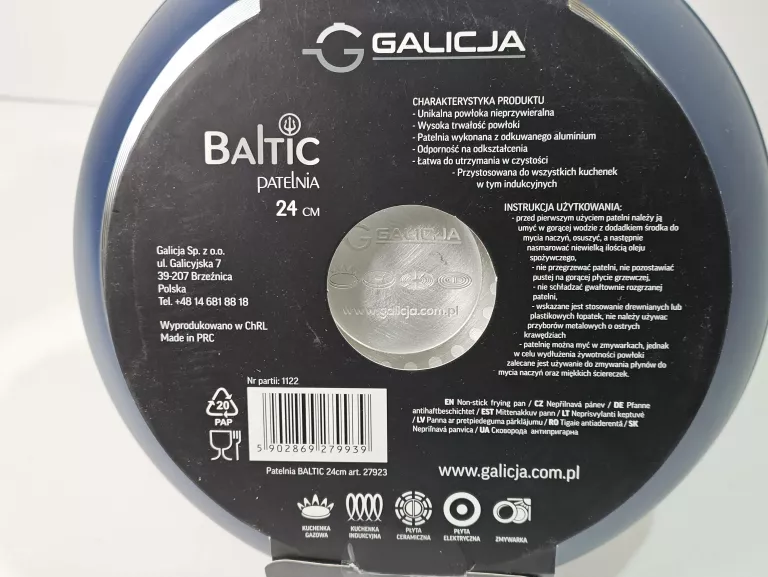 GALICJA
BALTIC
PATELNIA
24 CM
CHARAKTERYSTYKA PRODUKTU
- Unikalna powłoka nieprzywieralna
- Wysoka trwałość powłoki
- Patelnia wykonana z odkuwanego aluminium
- Odporność na odkształcenia
- Łatwa do utrzymania w czystości
- Przystosowana do wszystkich kuchenek
w tym indukcyjnych
INSTRUKCJA UŻYTKOWANIA:
- przed pierwszym użyciem patelni należy ją
umyć w gorącej wodzie z dodatkiem środka do
mycia naczyń, osuszyć, a następnie
nasmarować niewielką ilością oleju
spożywczego,
- nie przegrzewać patelni, nie pozostawiać
pustej na gorącej płycie grzewczej,
- nie schładzać gwałtownie rozgrzanej
patelni,
- wskazane jest stosowanie drewnianych lub
plastikowych łopatek, nie należy używać
przyborów metalowych o ostrych
krawędziach
- patelnię można myć w zmywarkach, jednak
w celu wydłużenia żywotności powłoki
zalecane jest używanie do zmywania płynów do
mycia naczyń oraz miękkich ściereczek.
Galicja Sp. z o.o.
ul. Galicyjska 7
39-207 Brzeźnica
Polska
Tel. +48 14 681 88 18
Wyprodukowano w ChRL
Made in PRC
GALICJA
www.galicja.com.pl
Nr partii: 1122
20
PAP
5 902869 279939
Patelnia BALTIC 24cm art. 27923
EN Non-stick frying pan / CZ Nepřilnavá pánev / DE Pfanne
antihaftbeschichtet / EST Mittenakkuv pann / LT Neprisvylanti keptuvė
/ LV Panna ar pretpiedeguma pārklājumu / RO Tigaie antiaderentă / SK
Nepriľnavá panvica / UA Сковорода антипригарна
www.galicja.com.pl
KUCHENKA GAZOWA
KUCHENKA INDUKCYJNA
PŁYTA CERAMICZNA
PŁYTA ELEKTRYCZNA
ZMYWARKA